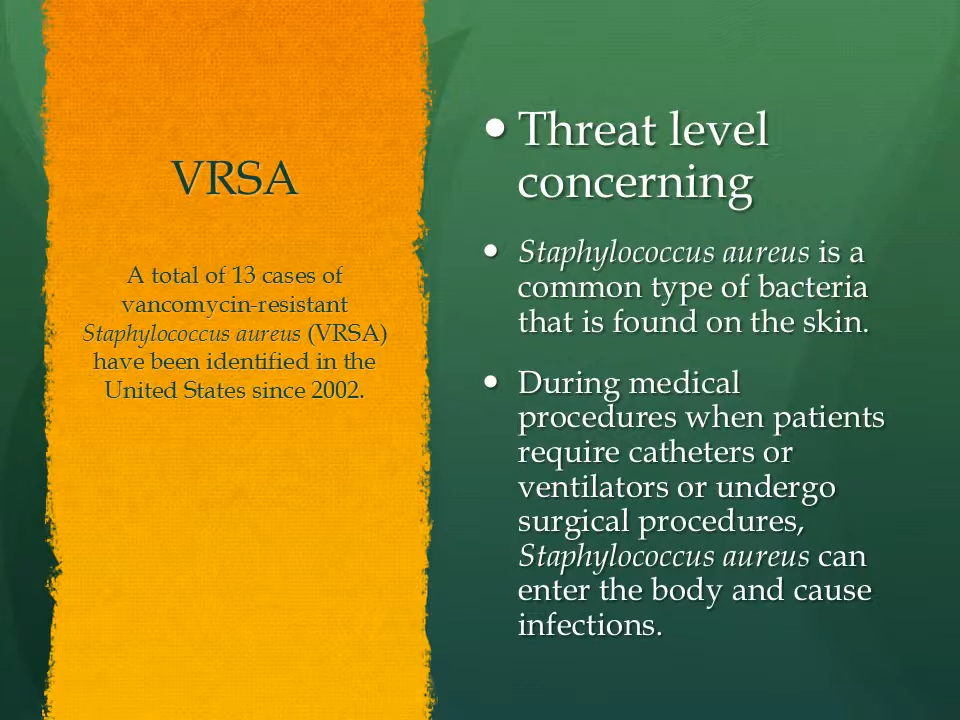 VRSA
A total of 13 cases of
vancomycin-resistant
Staphylococcus aureus (VRSA)
have been identified in the
United States since 2002.
• Threat level
concerning
• Staphylococcus aureus is a
common type of bacteria
that is found on the skin.
• During medical
procedures when patients
require catheters or
ventilators or undergo
surgical procedures,
Staphylococcus aureus can
enter the body and cause
infections.